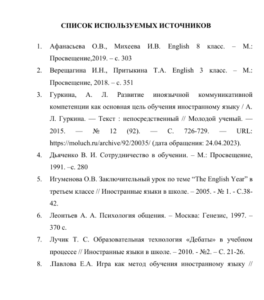 СПИСОК ИСПОЛЬЗУЕМЫХ ИСТОЧНИКОВ
1. Афанасьева О.В., Михеева И.В. English 8 класс. – М.:
Просвещение,2019. – с. 303
2. Верещагина И.Н., Притыкина Т.А. English 3 класс. – М.:
Просвещение, 2018. – с. 351
3. Гуркина, А. Л. Развитие иноязычной коммуникативной
компетенции как основная цель обучения иностранному языку / А.
Л. Гуркина. — Текст : непосредственный // Молодой ученый. —
2015. — № 12 (92). — С. 726-729. — URL:
https://moluch.ru/archive/92/20035/ (дата обращения: 24.04.2023).
4. Дьяченко В. И. Сотрудничество в обучении. – М.: Просвещение,
1991. –с. 280
5. Игуменова О.В. Заключительный урок по теме “The English Year” в
третьем классе // Иностранные языки в школе. – 2005. - № 1. - С.38-
42.
6. Леонтьев А. А. Психология общения. – Москва: Генезис, 1997. –
370 с.
7. Лучик Т. С. Образовательная технология «Дебаты» в учебном
процессе // Иностранные языки в школе. – 2010. - №2. – С. 21-26.
8. .Павлова Е.А. Игра как метод обучения иностранному языку //